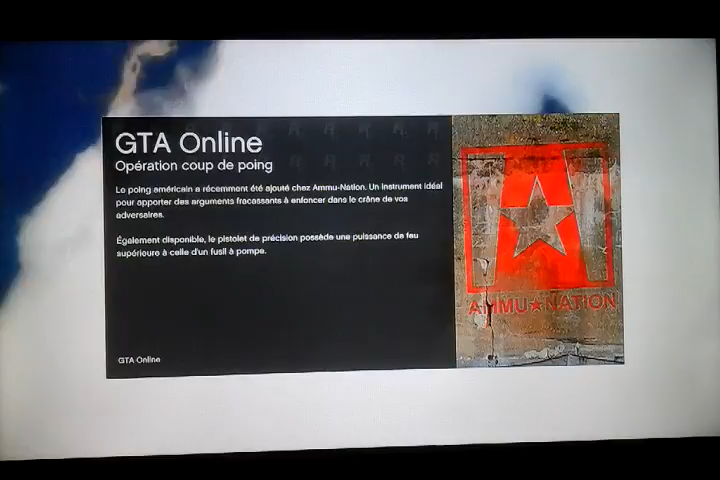 GTA Online
Opération coup de poing
Le poing américain a récemment été ajouté chez Ammu-Nation. Un instrument idéal
pour apporter des arguments fracassants à enfoncer dans le crâne de vos
adversaires.
Également disponible, le pistolet de précision possède une puissance de feu
supérieure à celle d'un fusil à pompe.
GTA Online
AMMU★NATION